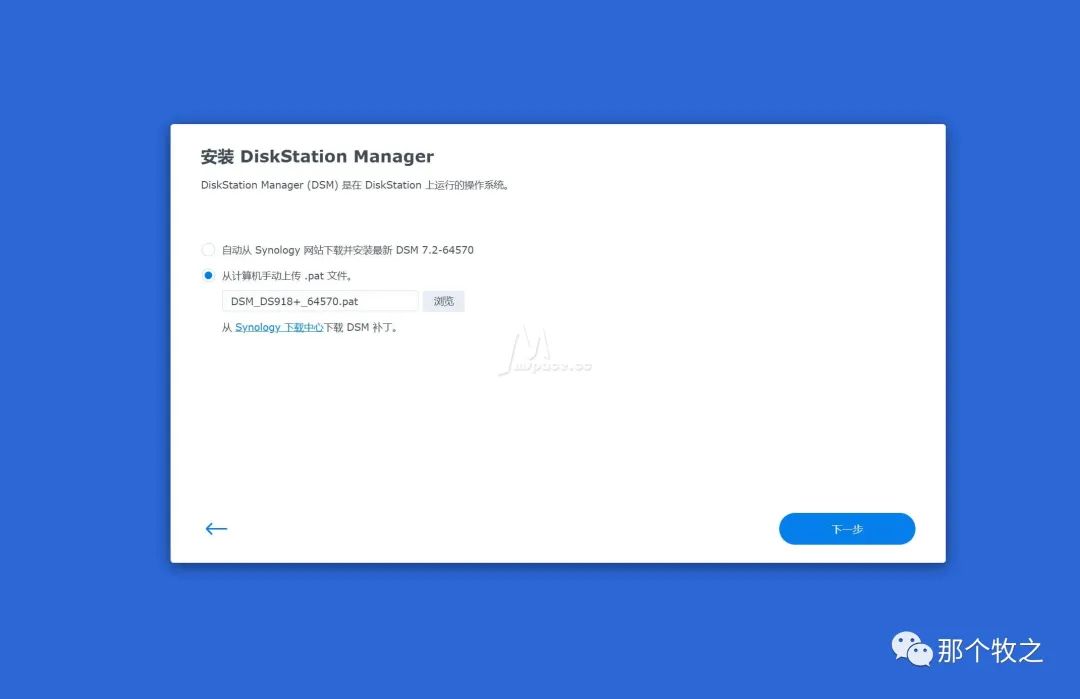 安装 DiskStation Manager
DiskStation Manager (DSM) 是在 DiskStation 上运行的操作系统。
自动从 Synology 网站下载并安装最新 DSM 7.2-64570
从计算机手动上传 .pat 文件。
DSM_DS918+_64570.pat
浏览
从 Synology 下载中心下载 DSM 补丁。
mspace.cc
下一步
那个牧之